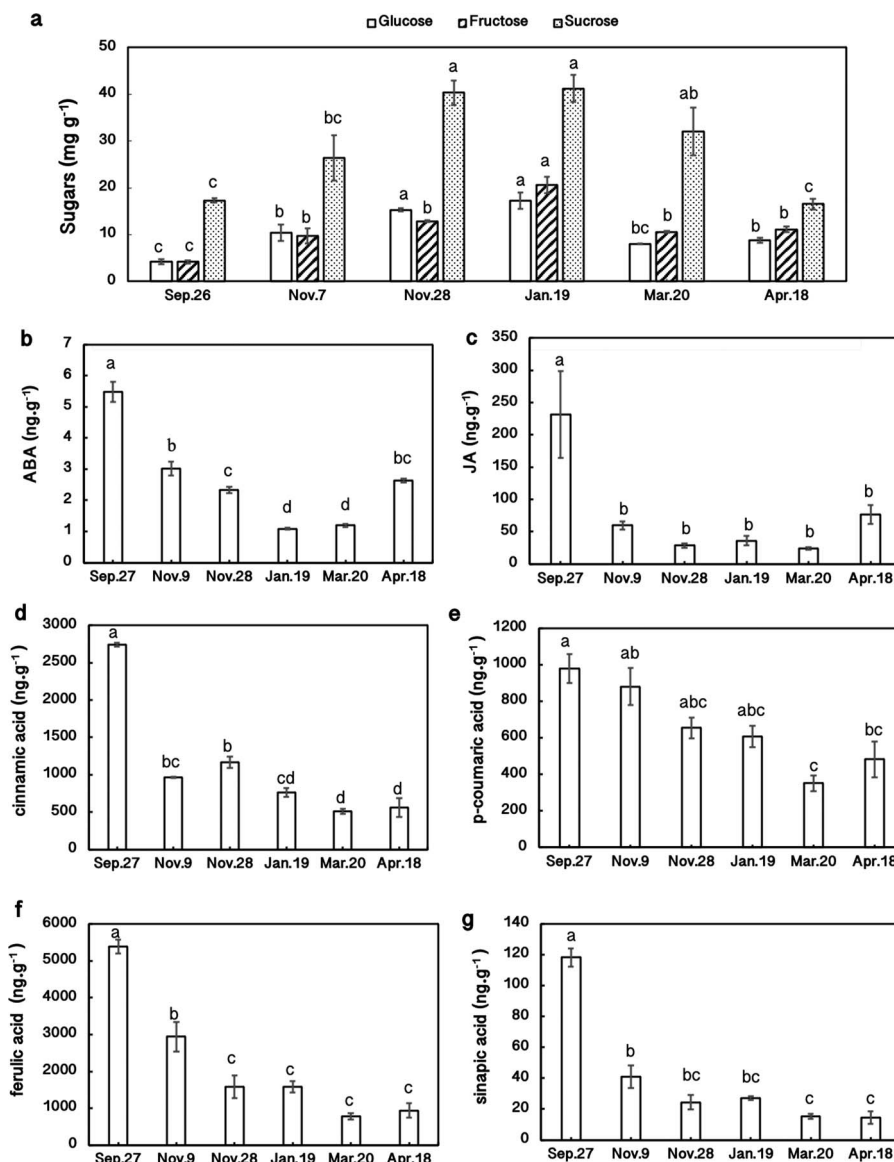 a
Glucose Fructose Sucrose
Sugars (mg g-1)
50
40
30
20
10
0
c c c
b b bc
a b a
a a a
bc b ab
b b c
Sep.26 Nov.7 Nov.28 Jan.19 Mar.20 Apr.18
b
ABA (ng.g-1)
7
6
5
4
3
2
1
0
a b c d d bc
Sep.27 Nov.9 Nov.28 Jan.19 Mar.20 Apr.18
c
JA (ng.g-1)
350
300
250
200
150
100
50
0
a b b b b b
Sep.27 Nov.9 Nov.28 Jan.19 Mar.20 Apr.18
d
cinnamic acid (ng.g-1)
3000
2500
2000
1500
1000
500
0
a bc b cd d d
Sep.27 Nov.9 Nov.28 Jan.19 Mar.20 Apr.18
e
p-coumaric acid (ng.g-1)
1200
1000
800
600
400
200
0
a ab abc abc c bc
Sep.27 Nov.9 Nov.28 Jan.19 Mar.20 Apr.18
f
ferulic acid (ng.g-1)
6000
5000
4000
3000
2000
1000
0
a b c c c c
Sep.27 Nov.9 Nov.28 Jan.19 Mar.20 Apr.18
g
sinapic acid (ng.g-1)
140
120
100
80
60
40
20
0
a b bc bc c c
Sep.27 Nov.9 Nov.28 Jan.19 Mar.20 Apr.18